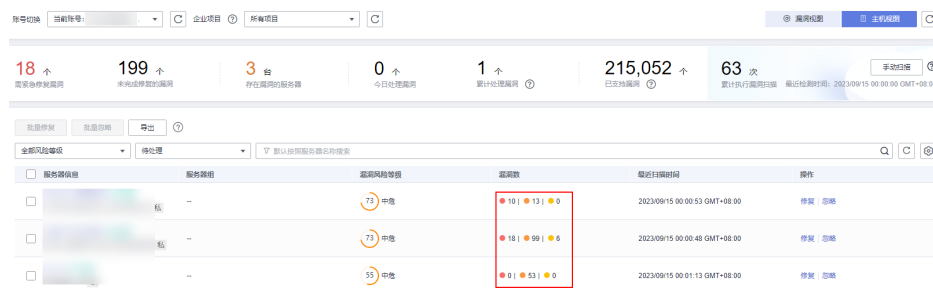 账号切换 当前账号: 企业项目 所有项目 漏洞视图 主机视图
18 个 199 个 3 台 0 个 1 个 215,052 个 63 次 手动扫描
需紧急修复漏洞 未完成修复的漏洞 存在漏洞的服务器 今日处理漏洞 累计处理漏洞 已支持漏洞 累计执行漏洞扫描 最近检测时间: 2023/09/15 00:00:00 GMT+08:0
批量修复 批量忽略 导出
全部风险等级 待处理 默认按照服务器名称搜索
服务器信息 服务器组 漏洞风险等级 漏洞数 最近扫描时间 操作
私 -- 73 中危 10 | 13 | 0 2023/09/15 00:00:53 GMT+08:00 修复 忽略
私 -- 73 中危 18 | 99 | 6 2023/09/15 00:00:48 GMT+08:00 修复 忽略
-- 55 中危 0 | 53 | 0 2023/09/15 00:01:13 GMT+08:00 修复 忽略